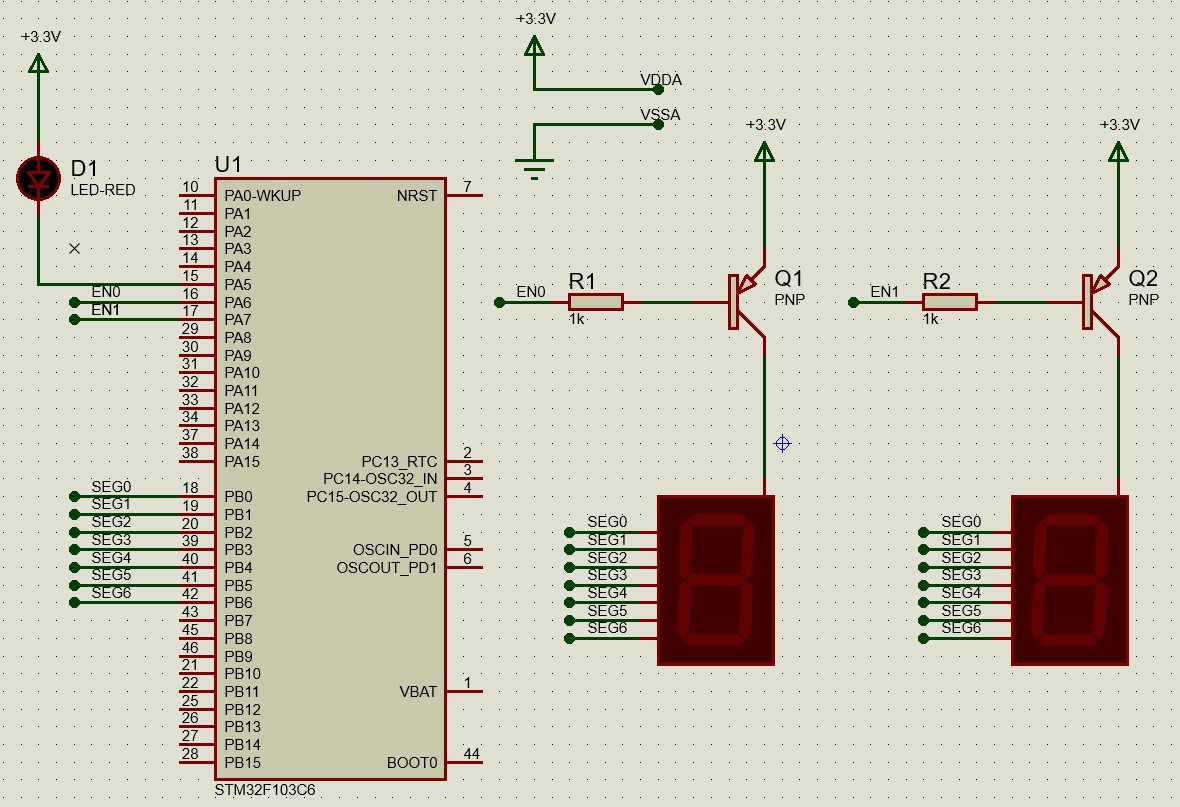 +3.3V
+3.3V
VDDA
VSSA
+3.3V
+3.3V
D1
LED-RED
U1
10 PA0-WKUP NRST 7
11 PA1
12 PA2
13 PA3
14 PA4
15 PA5
EN0 16 PA6
EN1 17 PA7
29 PA8
30 PA9
31 PA10
32 PA11
33 PA12
34 PA13
37 PA14
38 PA15 PC13_RTC 2
PC14-OSC32_IN 3
SEG0 18 PB0 PC15-OSC32_OUT 4
SEG1 19 PB1
SEG2 20 PB2
SEG3 39 PB3 OSCIN_PD0 5
SEG4 40 PB4 OSCOUT_PD1 6
SEG5 41 PB5
SEG6 42 PB6
43 PB7
45 PB8
46 PB9
21 PB10
22 PB11 VBAT 1
25 PB12
26 PB13
27 PB14
28 PB15 BOOT0 44
STM32F103C6
EN0
R1
1k
Q1
PNP
EN1
R2
1k
Q2
PNP
SEG0
SEG1
SEG2
SEG3
SEG4
SEG5
SEG6
SEG0
SEG1
SEG2
SEG3
SEG4
SEG5
SEG6